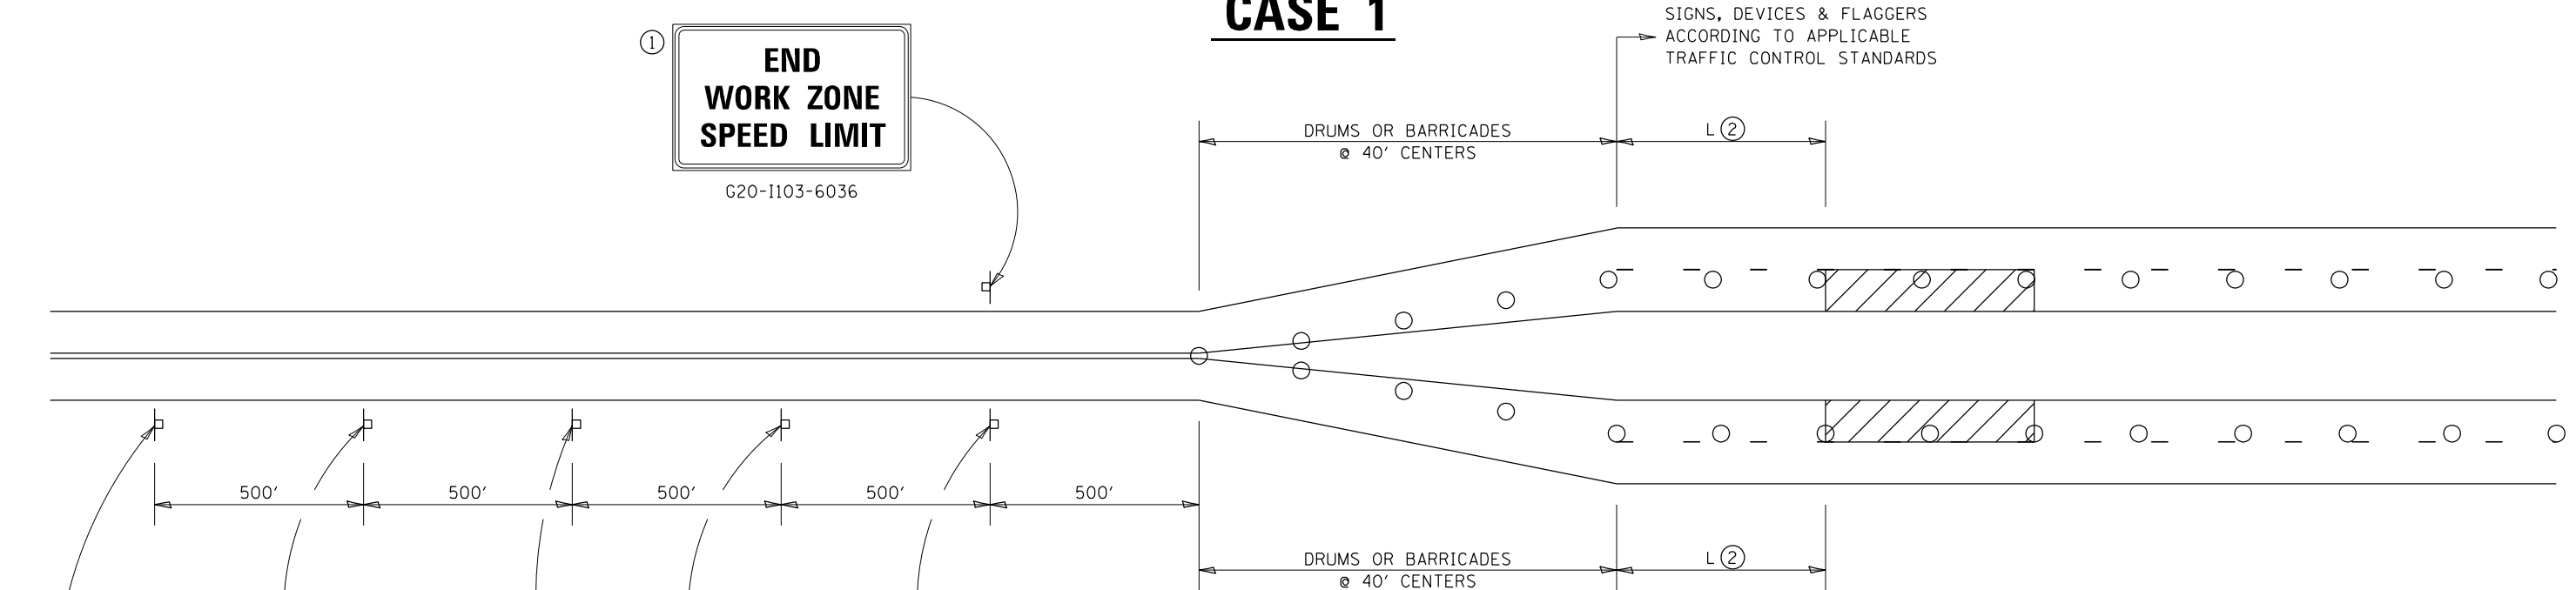 CASE 1
SIGNS, DEVICES & FLAGGERS
ACCORDING TO APPLICABLE
TRAFFIC CONTROL STANDARDS
1
END
WORK ZONE
SPEED LIMIT
G20-I103-6036
DRUMS OR BARRICADES
@ 40' CENTERS
L 2
500'
500'
500'
500'
500'
DRUMS OR BARRICADES
@ 40' CENTERS
L 2